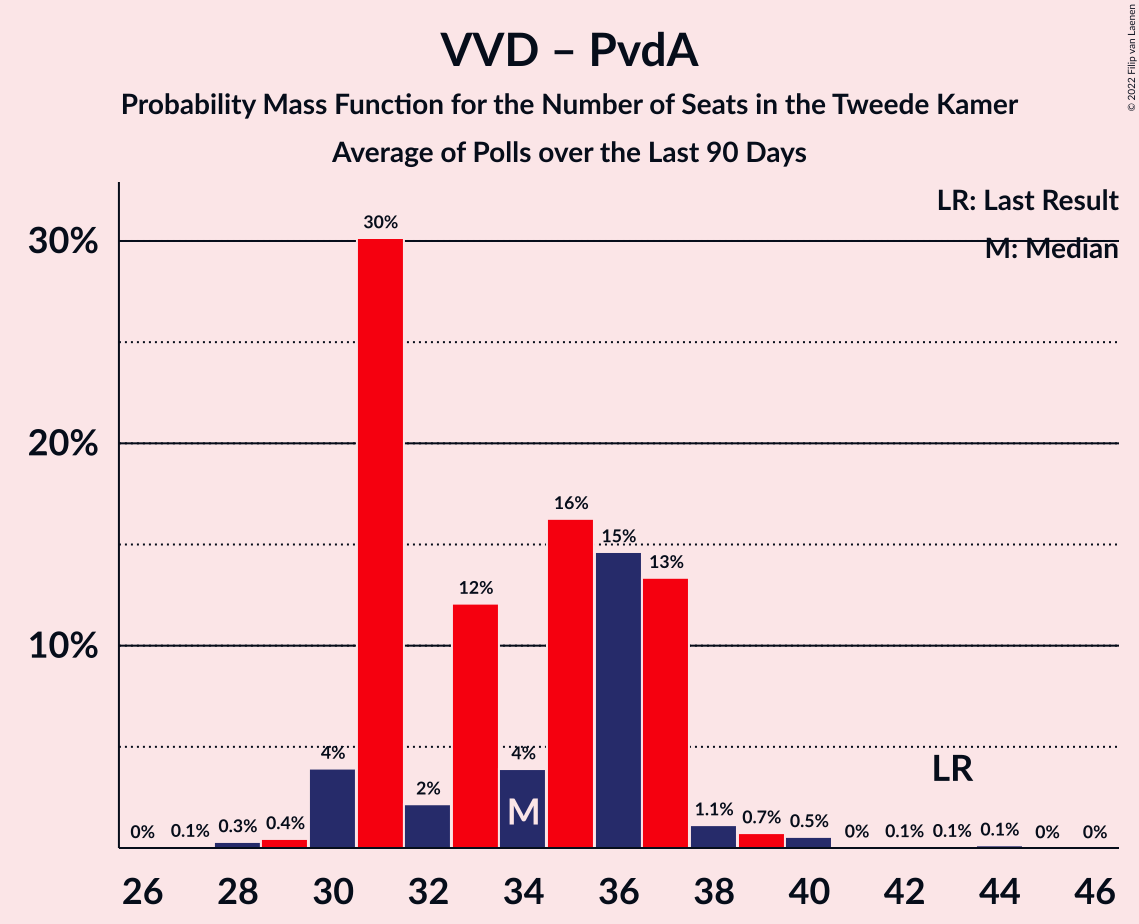 VVD – PvdA
Probability Mass Function for the Number of Seats in the Tweede Kamer
Average of Polls over the Last 90 Days
© 2022 Filip van Laenen
LR: Last Result
M: Median
30%
20%
10%
0%
0.1%
0.3%
0.4%
4%
30%
2%
12%
4%
16%
15%
13%
1.1%
0.7%
0.5%
0%
0.1%
0.1%
0.1%
0%
0%
M
LR
26 28 30 32 34 36 38 40 42 44 46